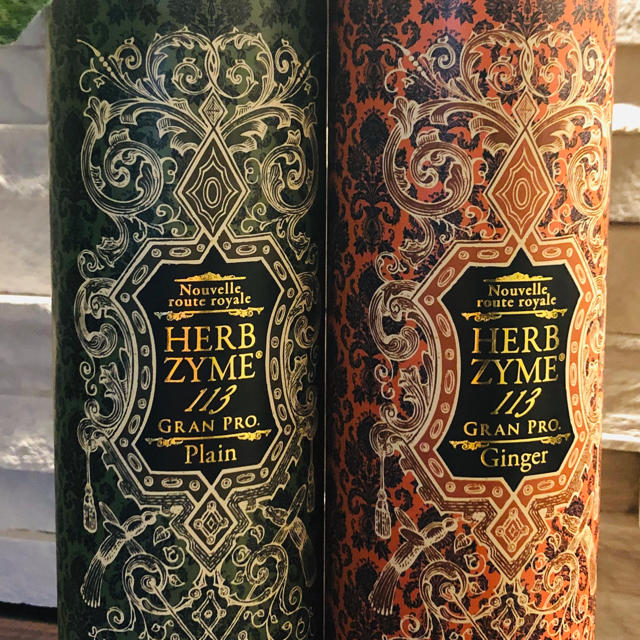 Nouvelle
route royale
HERB
ZYME®
113
GRAN PRO.
Plain
Nouvelle
route royale
HERB
ZYME®
113
GRAN PRO.
Ginger